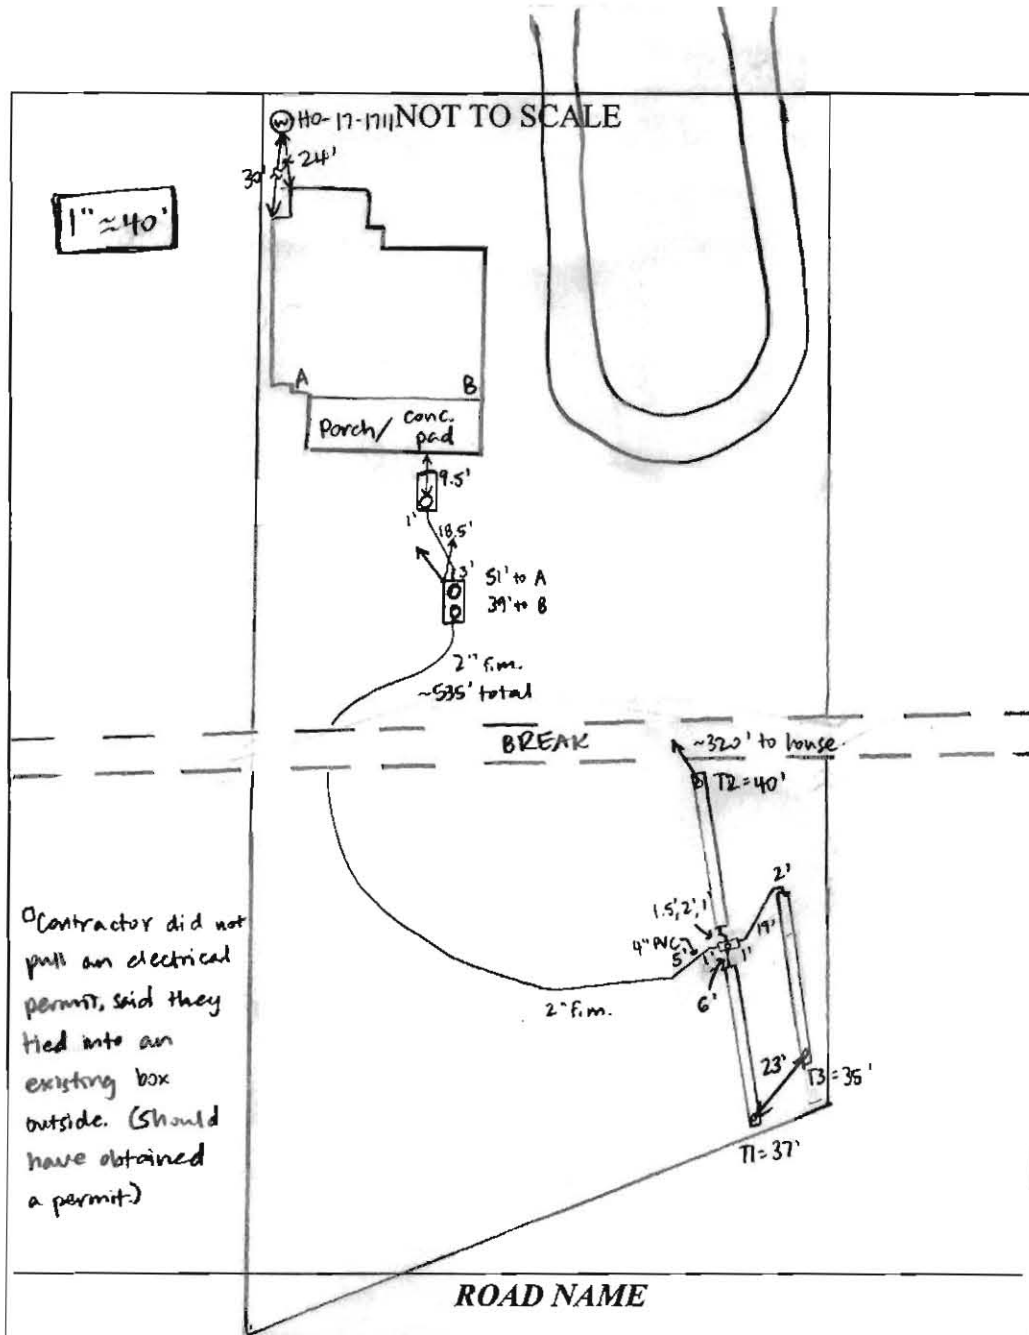 NOT TO SCALE
W HO-17-1711
24'
30'
1" ≈ 40'
A
B
Porch/ conc.
pad
9.5'
1'
18.5'
3'
51' to A
39' to B
2" f.m.
~535' total
BREAK
~320' to house
T2=40'
2'
1.5', 2', 1'
19'
4" PVC
5'
1'
1'
6'
2" f.m.
23'
T3=35'
T1=37'
Contractor did not
pull an electrical
permit, said they
tied into an
existing box
outside. (Should
have obtained
a permit.)
ROAD NAME